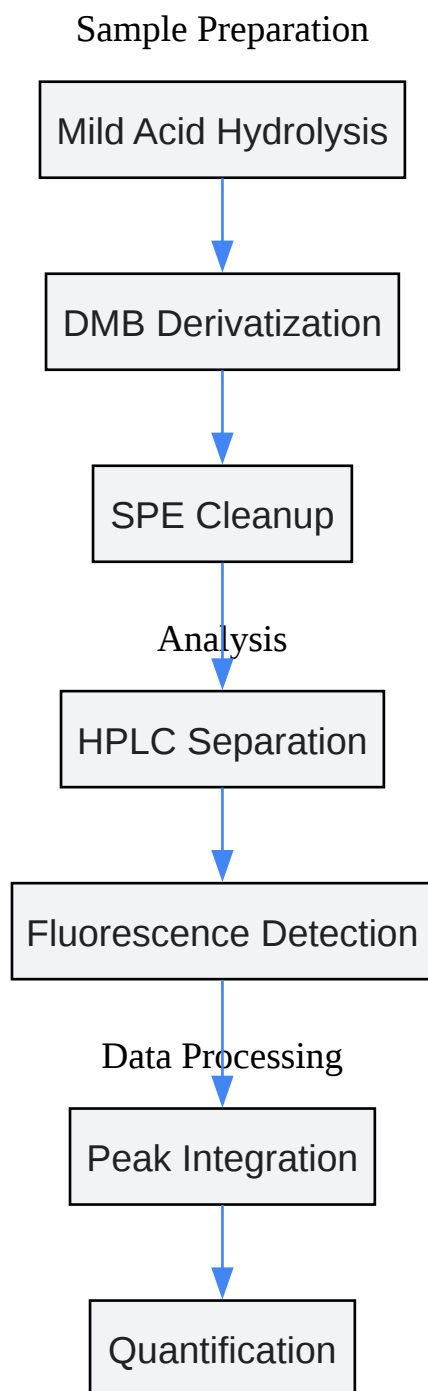 Sample Preparation
Mild Acid Hydrolysis
DMB Derivatization
SPE Cleanup
Analysis
HPLC Separation
Fluorescence Detection
Data Processing
Peak Integration
Quantification